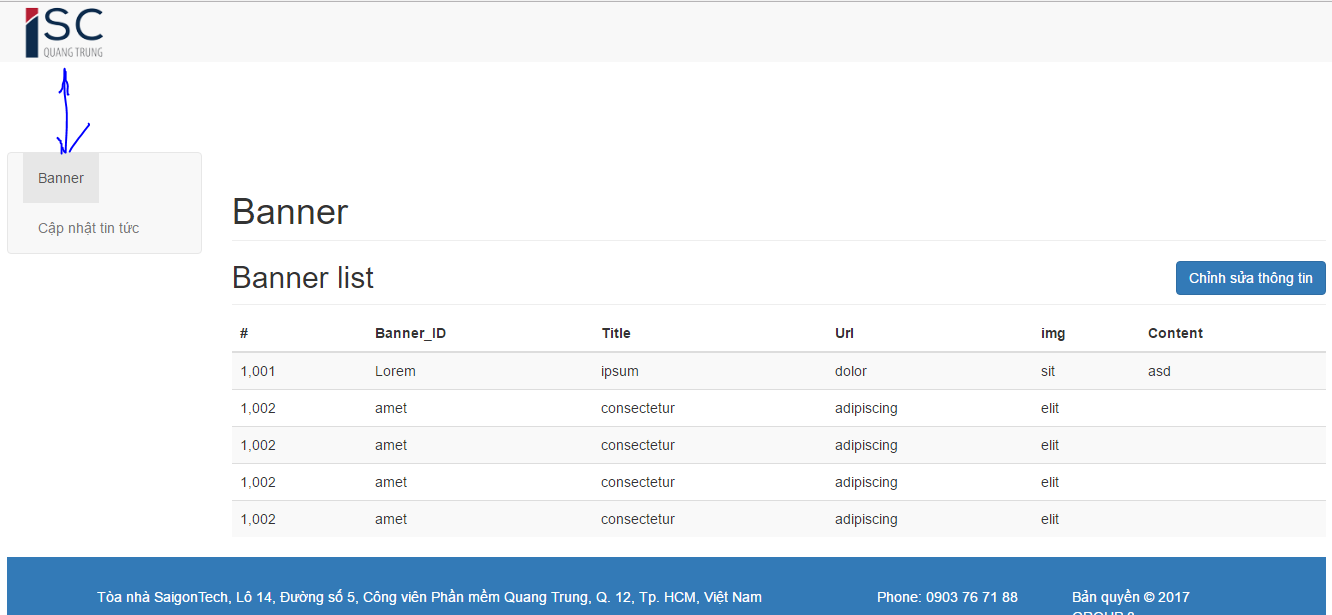 iSC
QUANG TRUNG
Banner
Cập nhật tin tức
Banner
Banner list
Chỉnh sửa thông tin
# Banner_ID Title Url img Content
1,001 Lorem ipsum dolor sit asd
1,002 amet consectetur adipiscing elit
1,002 amet consectetur adipiscing elit
1,002 amet consectetur adipiscing elit
1,002 amet consectetur adipiscing elit
Tòa nhà SaigonTech, Lô 14, Đường số 5, Công viên Phần mềm Quang Trung, Q. 12, Tp. HCM, Việt Nam Phone: 0903 76 71 88 Bản quyền © 2017
GROUP